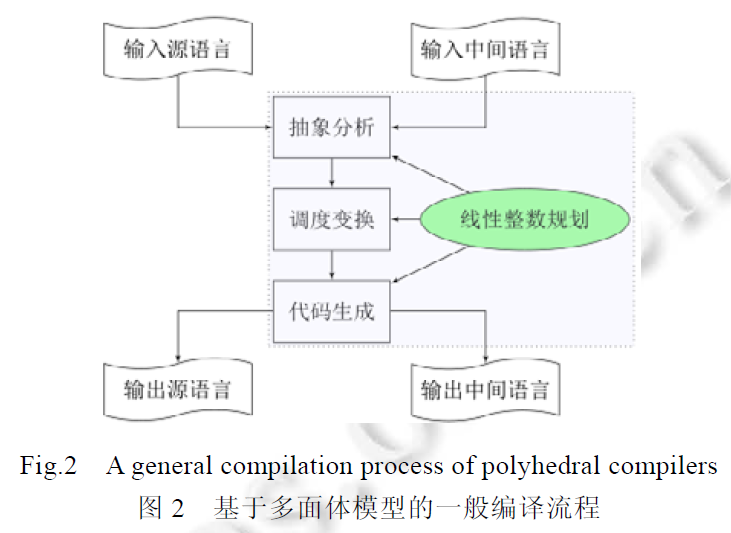 输入源语言
输入中间语言
抽象分析
调度变换
线性整数规划
代码生成
输出源语言
输出中间语言
Fig.2 A general compilation process of polyhedral compilers
图 2 基于多面体模型的一般编译流程